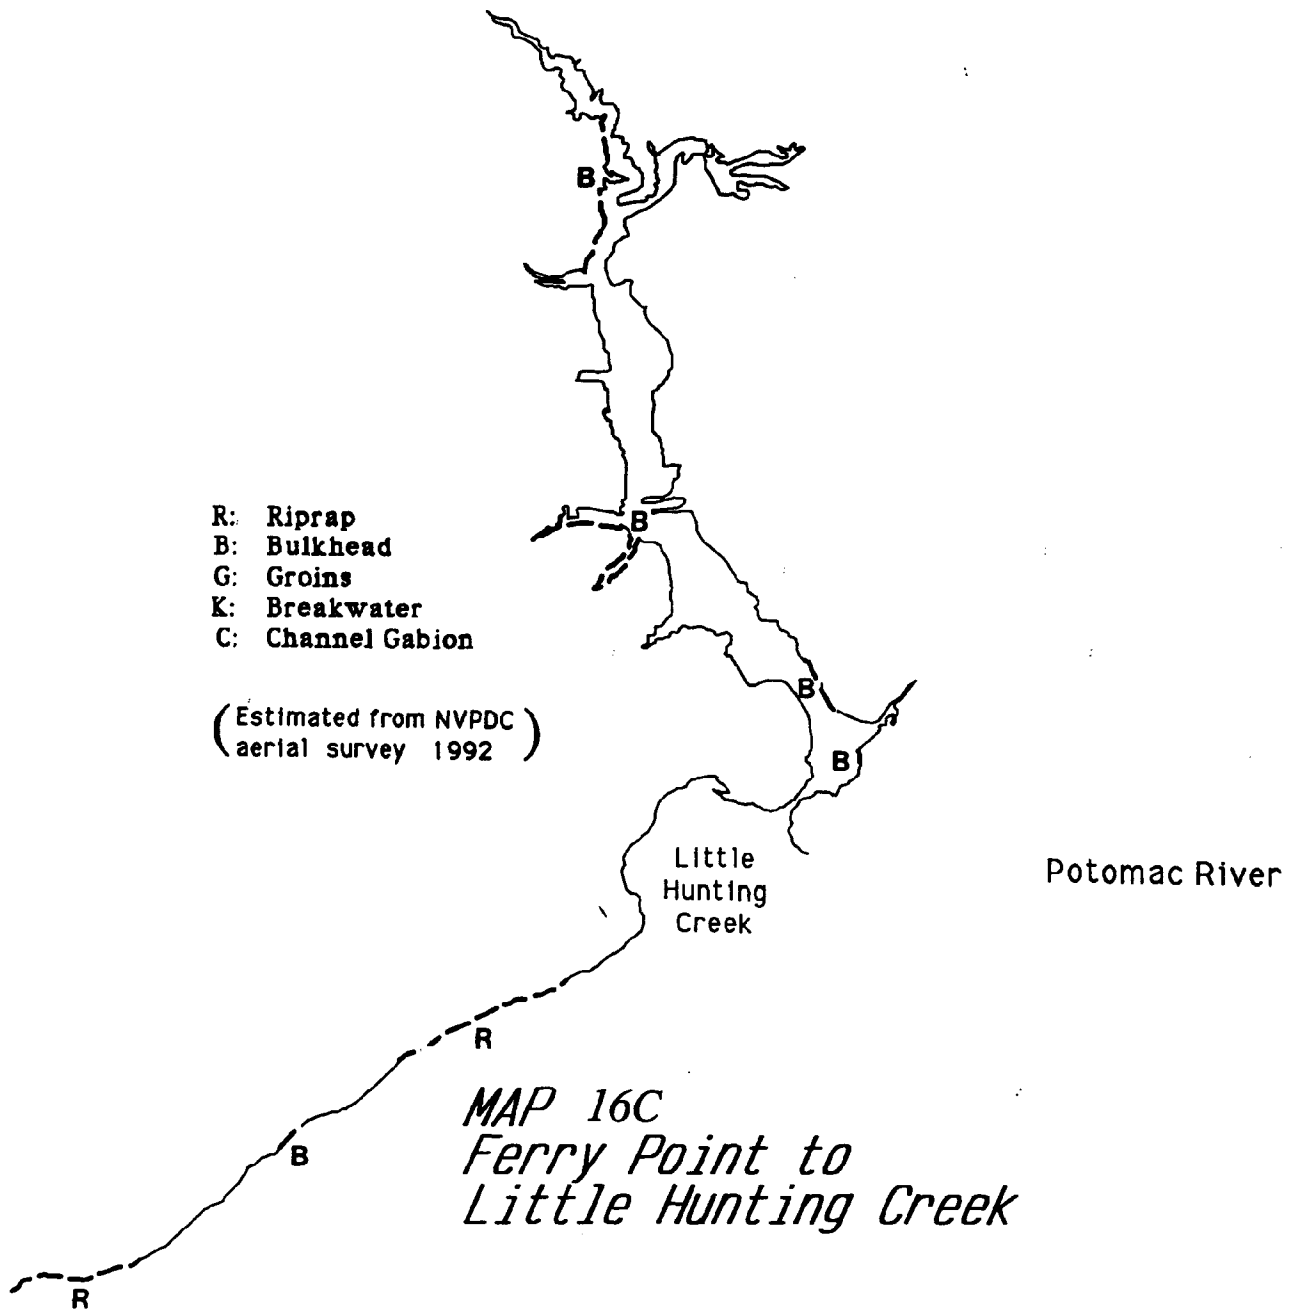 B
B
R: Riprap
B: Bulkhead
G: Groins
K: Breakwater
C: Channel Gabion
B
(Estimated from NVPDC
aerial survey 1992)
B
Little
Hunting
Creek
Potomac River
R
MAP 16C
Ferry Point to
Little Hunting Creek
B
R